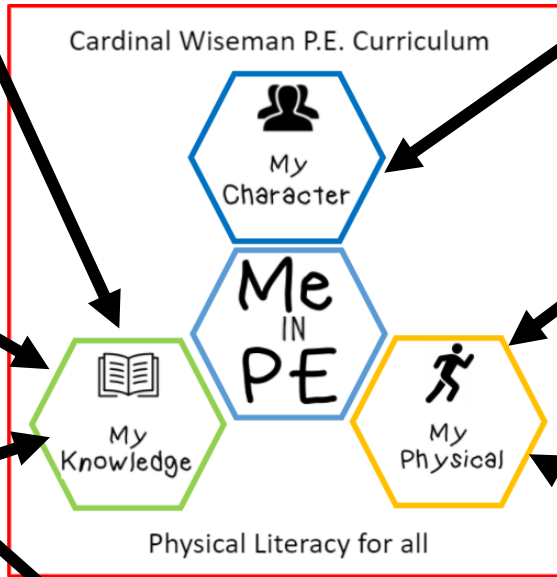 Cardinal Wiseman P.E. Curriculum
My
Character
Me
IN
PE
My
Knowledge
My
Physical
Physical Literacy for all